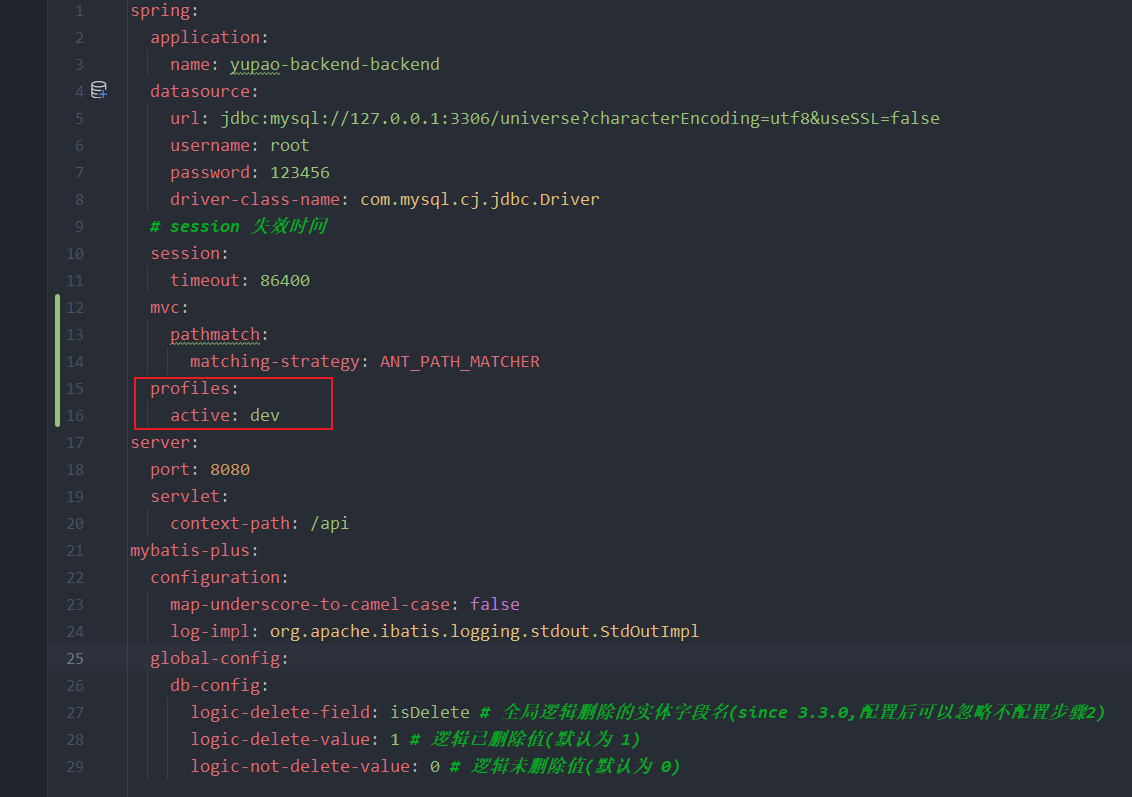 1 spring:
2   application:
3     name: yupao-backend-backend
4   datasource:
5     url: jdbc:mysql://127.0.0.1:3306/universe?characterEncoding=utf8&useSSL=false
6     username: root
7     password: 123456
8     driver-class-name: com.mysql.cj.jdbc.Driver
9   # session 失效时间
10   session:
11     timeout: 86400
12   mvc:
13     pathmatch:
14       matching-strategy: ANT_PATH_MATCHER
15   profiles:
16     active: dev
17 server:
18   port: 8080
19   servlet:
20     context-path: /api
21 mybatis-plus:
22   configuration:
23     map-underscore-to-camel-case: false
24     log-impl: org.apache.ibatis.logging.stdout.StdOutImpl
25   global-config:
26     db-config:
27       logic-delete-field: isDelete # 全局逻辑删除的实体字段名(since 3.3.0,配置后可以忽略不配置步骤2)
28       logic-delete-value: 1 # 逻辑已删除值(默认为 1)
29       logic-not-delete-value: 0 # 逻辑未删除值(默认为 0)